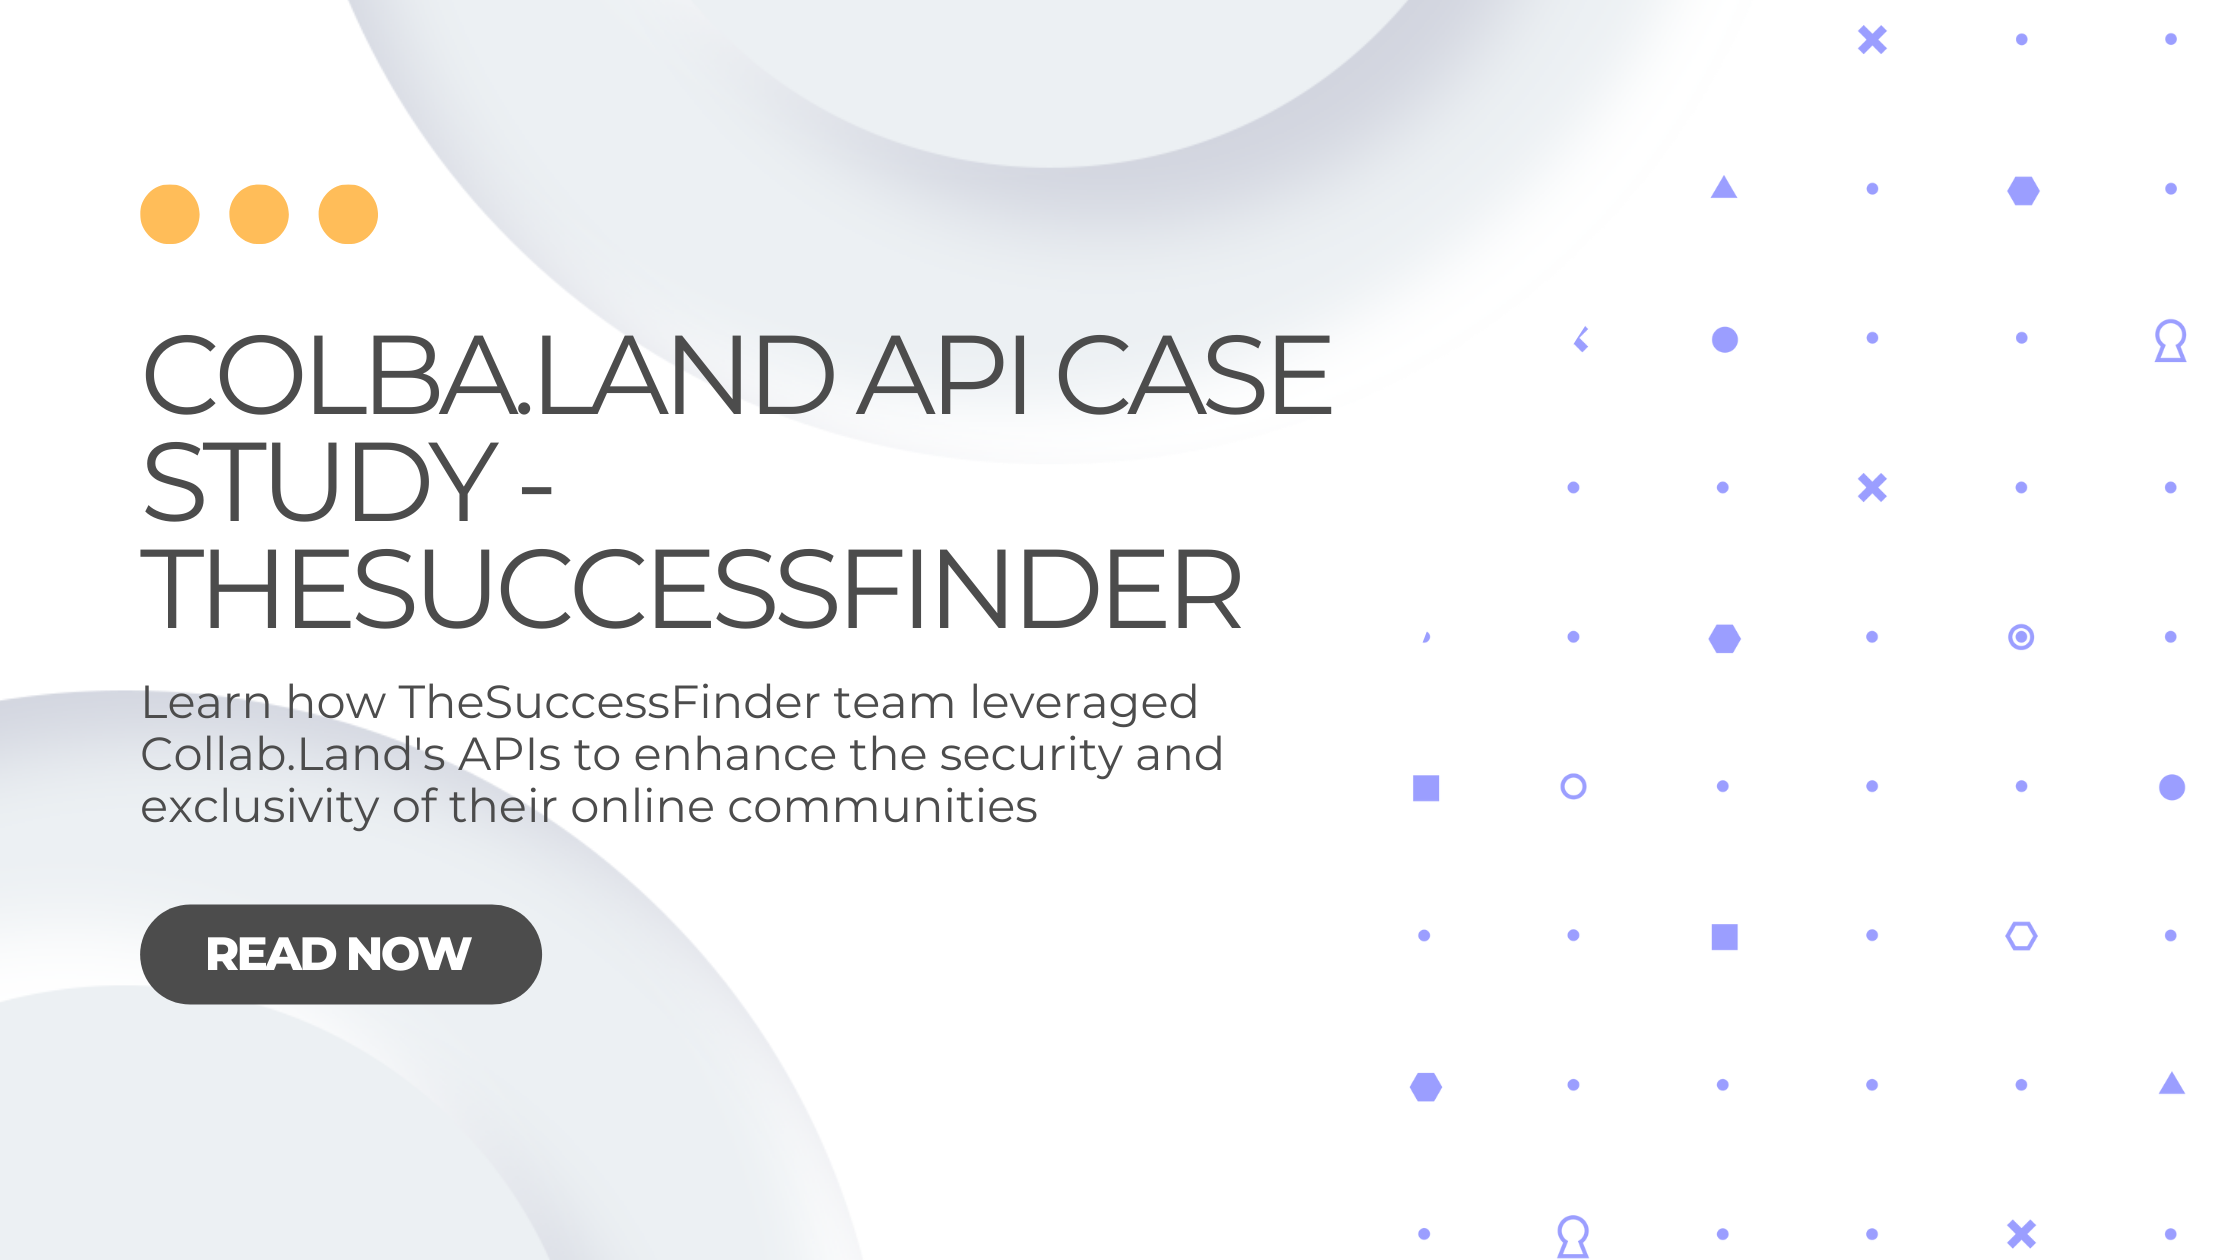 COLBA.LAND API CASE
STUDY -
THESUCCESSFINDER
Learn how TheSuccessFinder team leveraged
Collab.Land's APIs to enhance the security and
exclusivity of their online communities
READ NOW